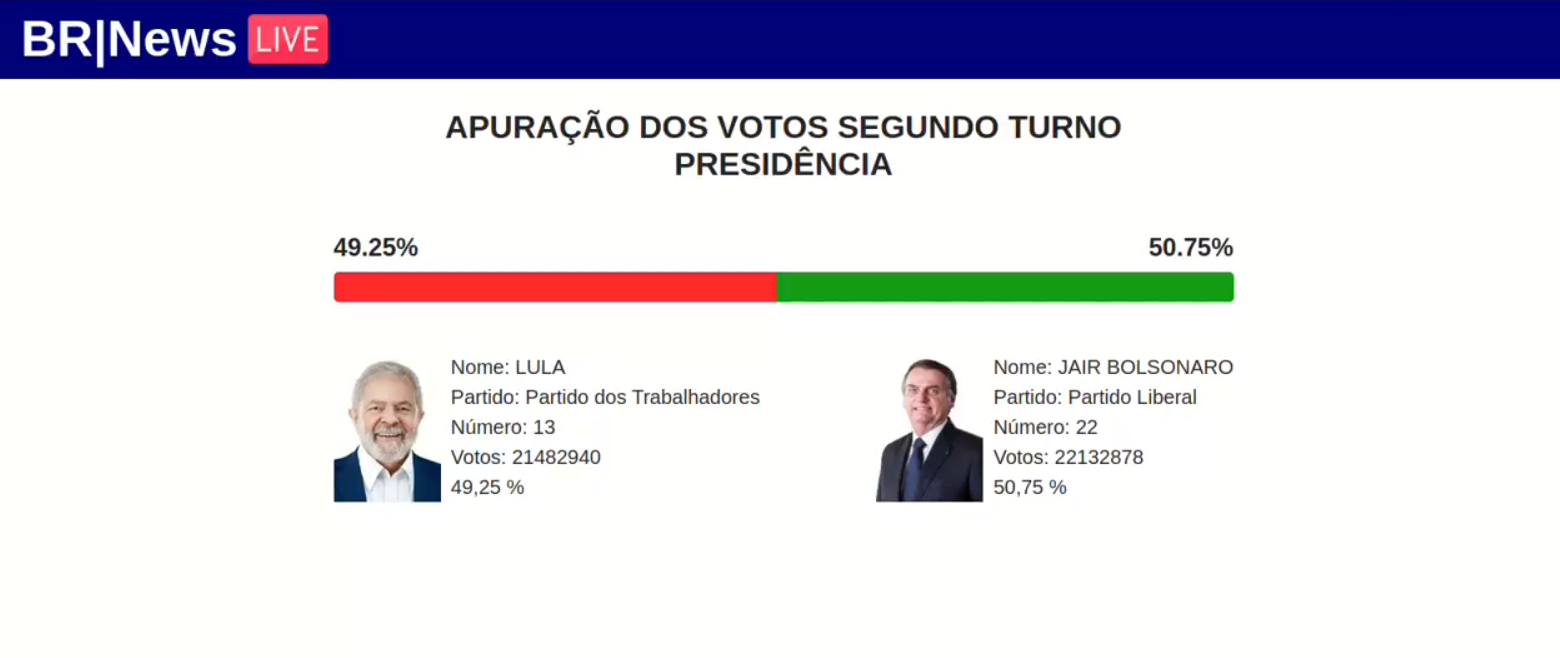 BR|News LIVE
APURAÇÃO DOS VOTOS SEGUNDO TURNO
PRESIDÊNCIA
49.25% 50.75%
Nome: LULA
Partido: Partido dos Trabalhadores
Número: 13
Votos: 21482940
49,25 %
Nome: JAIR BOLSONARO
Partido: Partido Liberal
Número: 22
Votos: 22132878
50,75 %